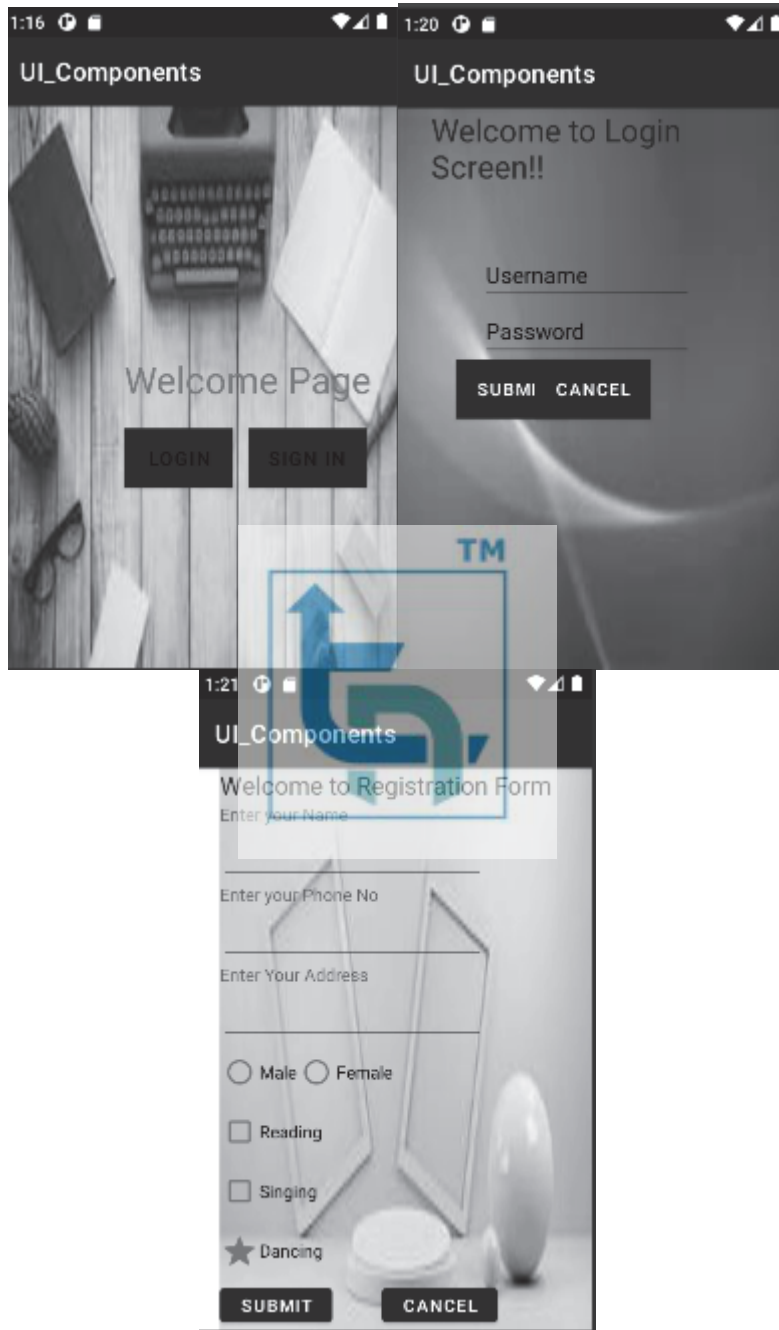 1:16
UI_Components
Welcome Page
LOGIN SIGN IN
1:20
UI_Components
Welcome to Login
Screen!!
Username
Password
SUBMI CANCEL
TM
1:21
UI_Components
Welcome to Registration Form
Enter your Name
Enter your Phone No
Enter Your Address
Male Female
Reading
Singing
Dancing
SUBMIT CANCEL